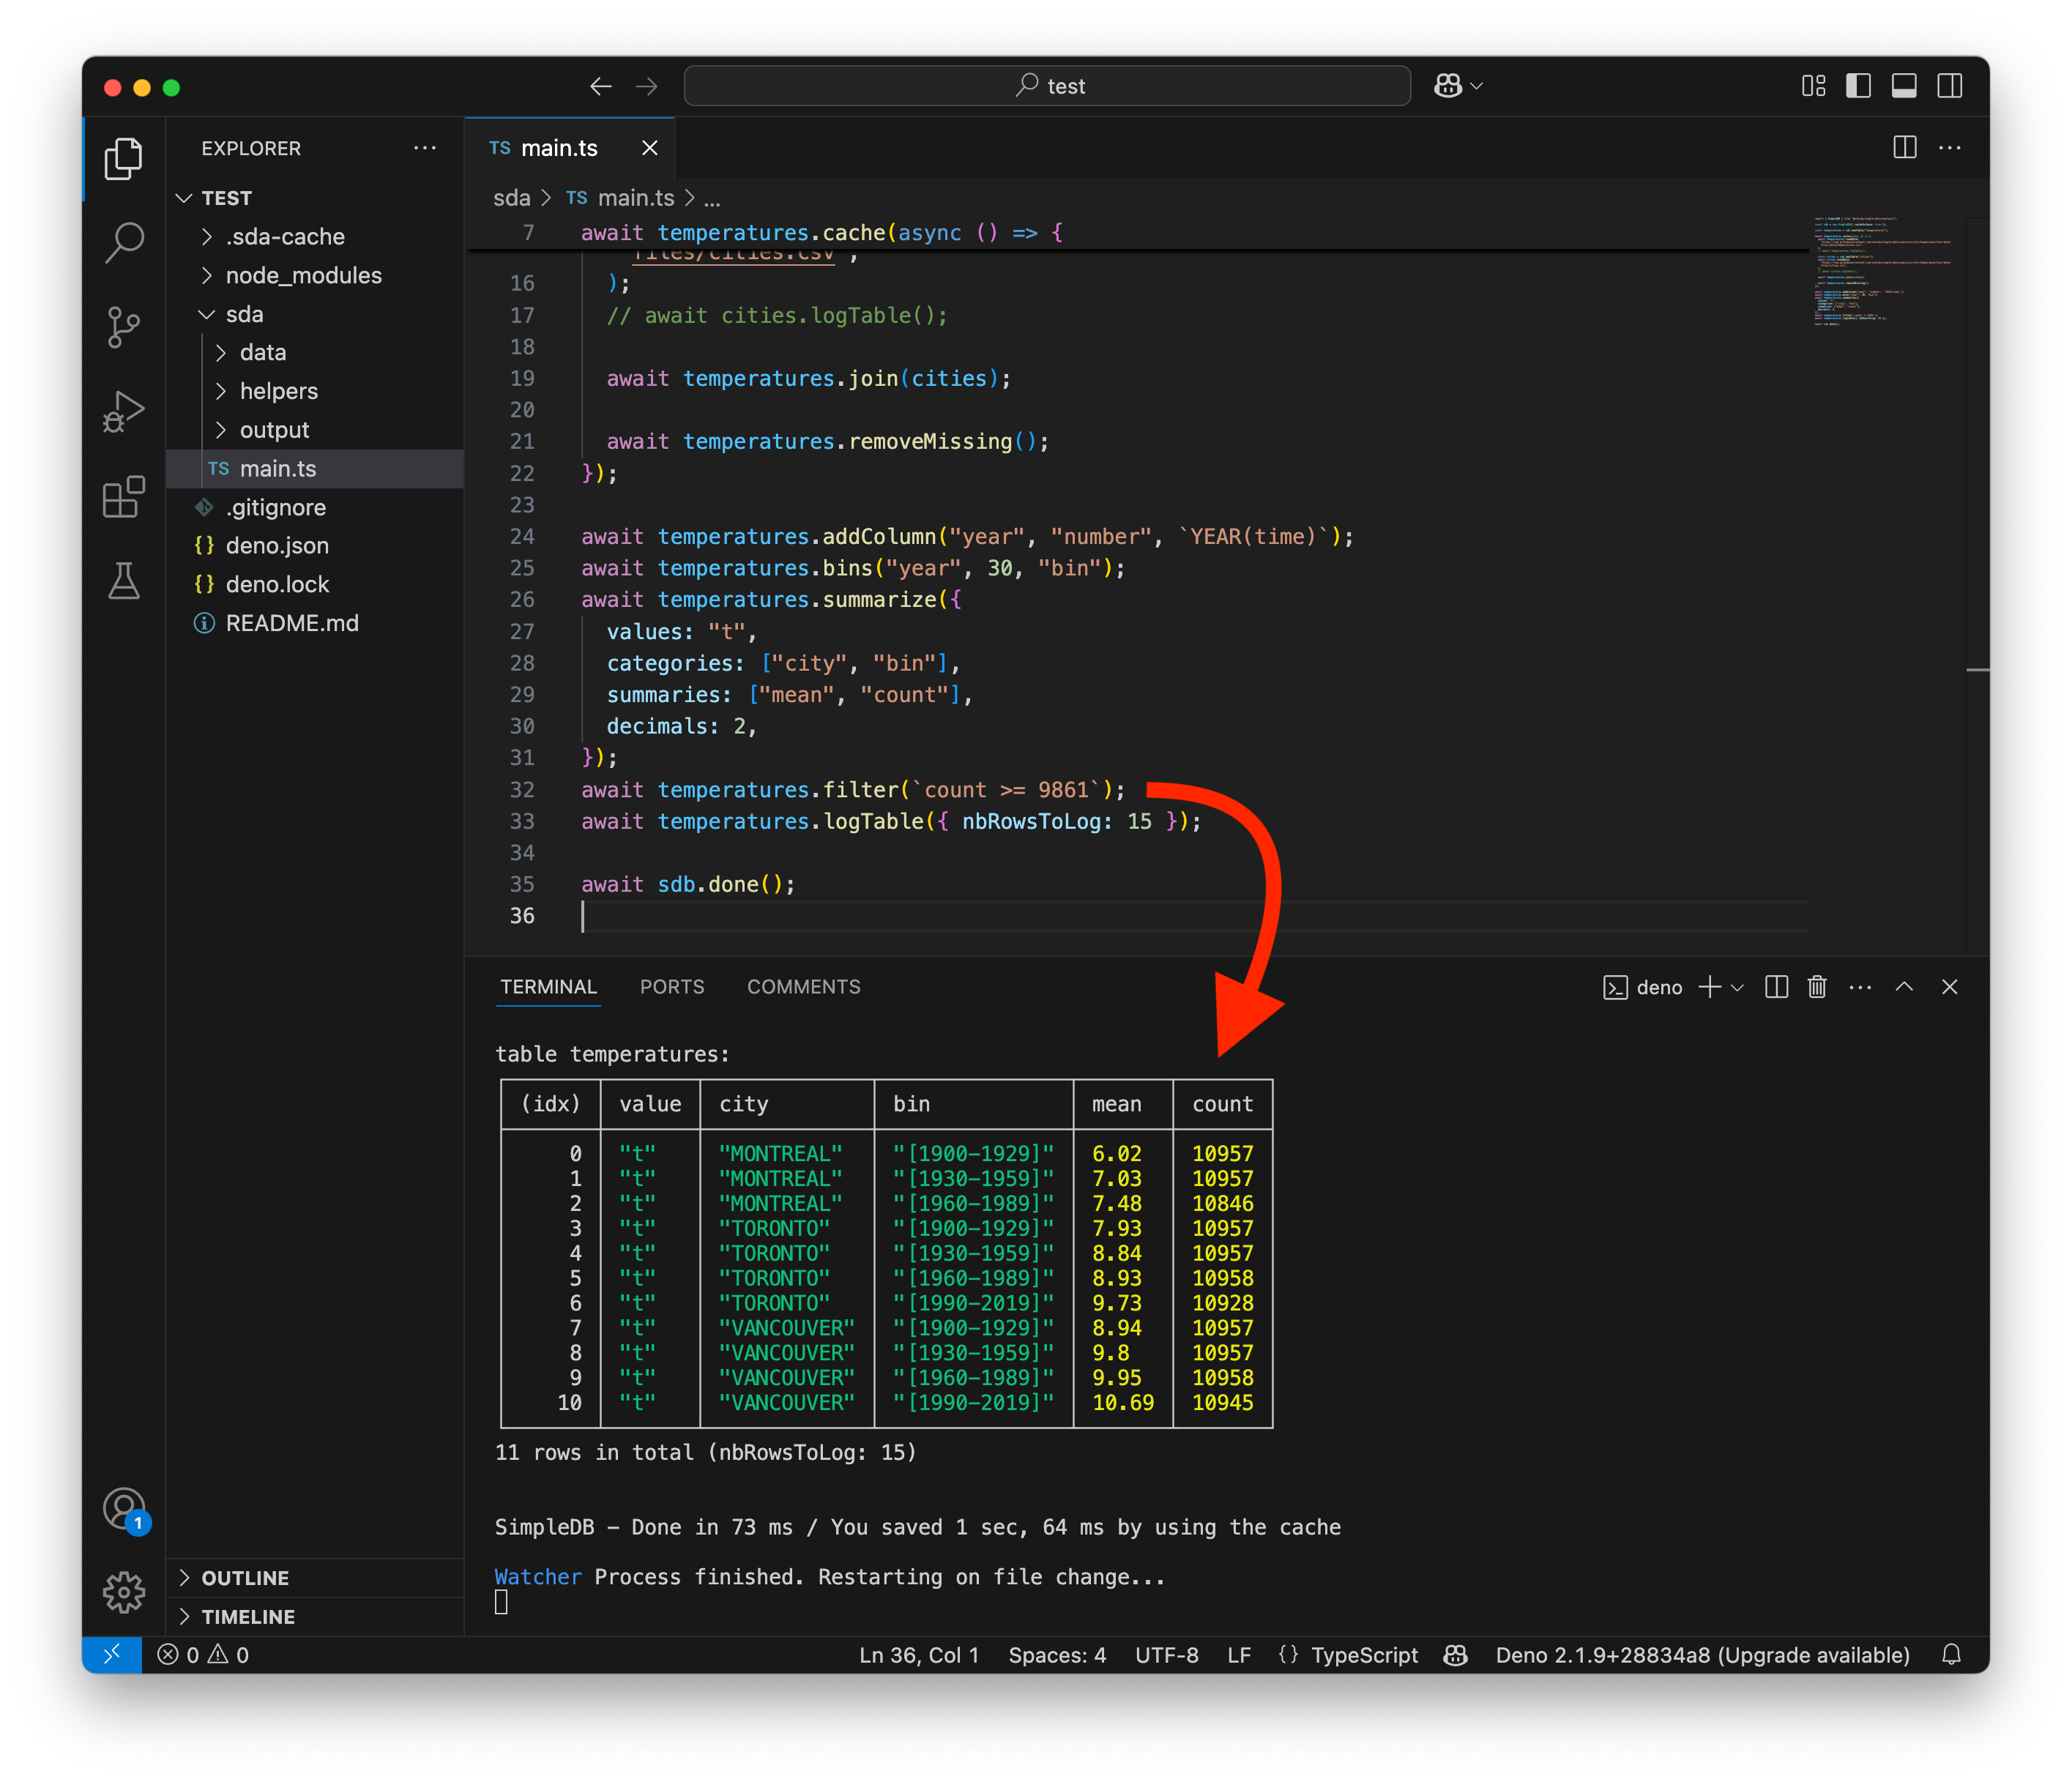 test
EXPLORER
TS main.ts
TEST
sda > TS main.ts > ...
.sda-cache
node_modules
sda
data
helpers
output
TS main.ts
.gitignore
{} deno.json
{} deno.lock
README.md
7 await temperatures.cache(async () => {
files/cities.csv",
16 );
17 // await cities.logTable();
18
19 await temperatures.join(cities);
20
21 await temperatures.removeMissing();
22 });
23
24 await temperatures.addColumn("year", "number", `YEAR(time)`);
25 await temperatures.bins("year", 30, "bin");
26 await temperatures.summarize({
27 values: "t",
28 categories: ["city", "bin"],
29 summaries: ["mean", "count"],
30 decimals: 2,
31 });
32 await temperatures.filter(`count >= 9861`);
33 await temperatures.logTable({ nbRowsToLog: 15 });
34
35 await sdb.done();
36
TERMINAL PORTS COMMENTS
deno
table temperatures:
(idx) value city bin mean count
0 "t" "MONTREAL" "[1900-1929]" 6.02 10957
1 "t" "MONTREAL" "[1930-1959]" 7.03 10957
2 "t" "MONTREAL" "[1960-1989]" 7.48 10846
3 "t" "TORONTO" "[1900-1929]" 7.93 10957
4 "t" "TORONTO" "[1930-1959]" 8.84 10957
5 "t" "TORONTO" "[1960-1989]" 8.93 10958
6 "t" "TORONTO" "[1990-2019]" 9.73 10928
7 "t" "VANCOUVER" "[1900-1929]" 8.94 10957
8 "t" "VANCOUVER" "[1930-1959]" 9.8 10957
9 "t" "VANCOUVER" "[1960-1989]" 9.95 10958
10 "t" "VANCOUVER" "[1990-2019]" 10.69 10945
11 rows in total (nbRowsToLog: 15)
SimpleDB - Done in 73 ms / You saved 1 sec, 64 ms by using the cache
Watcher Process finished. Restarting on file change...
1
OUTLINE
TIMELINE
0 0
Ln 36, Col 1 Spaces: 4 UTF-8 LF {} TypeScript Deno 2.1.9+28834a8 (Upgrade available)